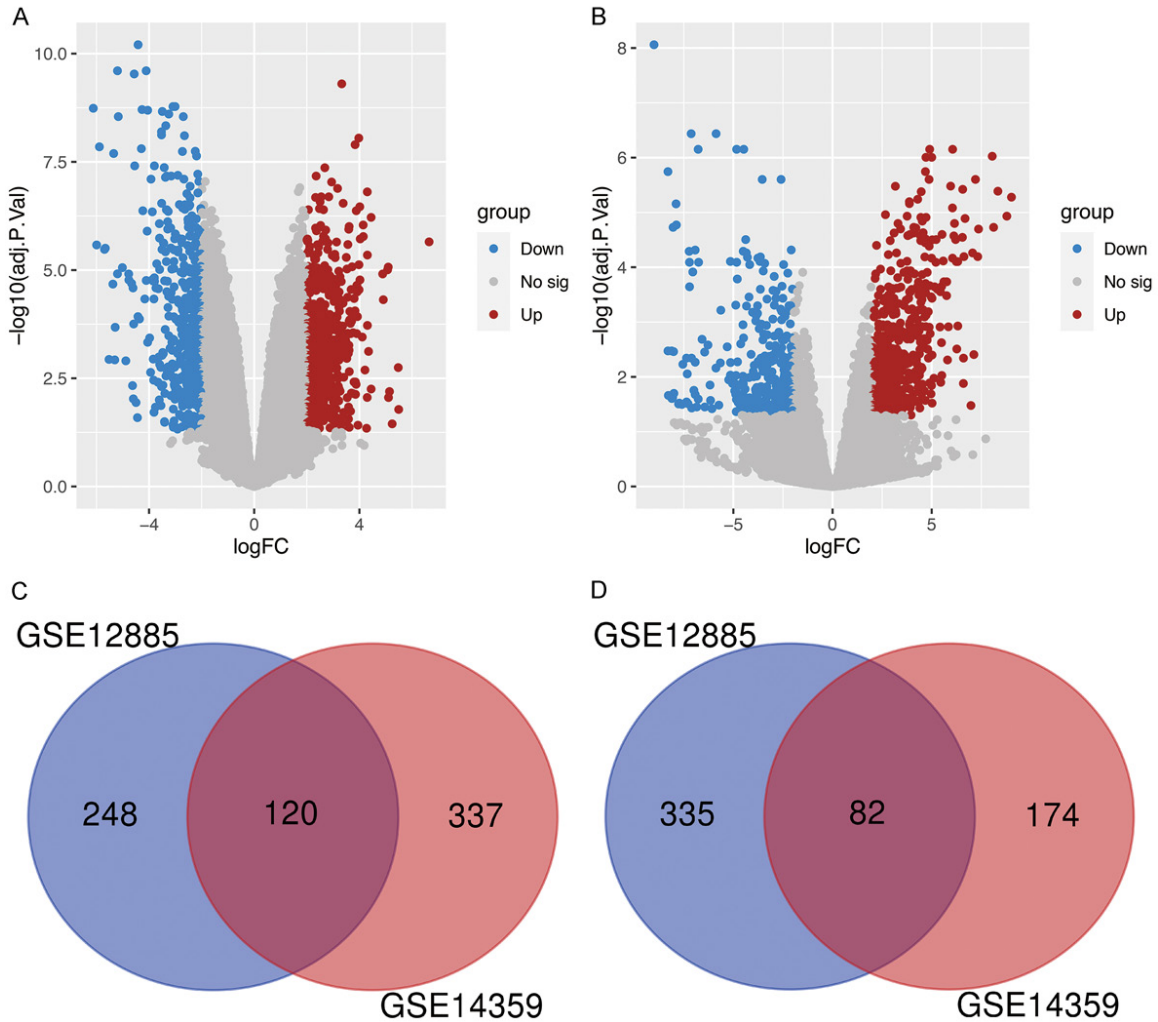 A
10.0
7.5
5.0
2.5
0.0
−log10(adj.P.Val)
−4
0
4
logFC
group
Down
No sig
Up
B
8
6
4
2
0
−log10(adj.P.Val)
−5
0
5
logFC
group
Down
No sig
Up
C
GSE12885
248
120
337
GSE14359
D
GSE12885
335
82
174
GSE14359